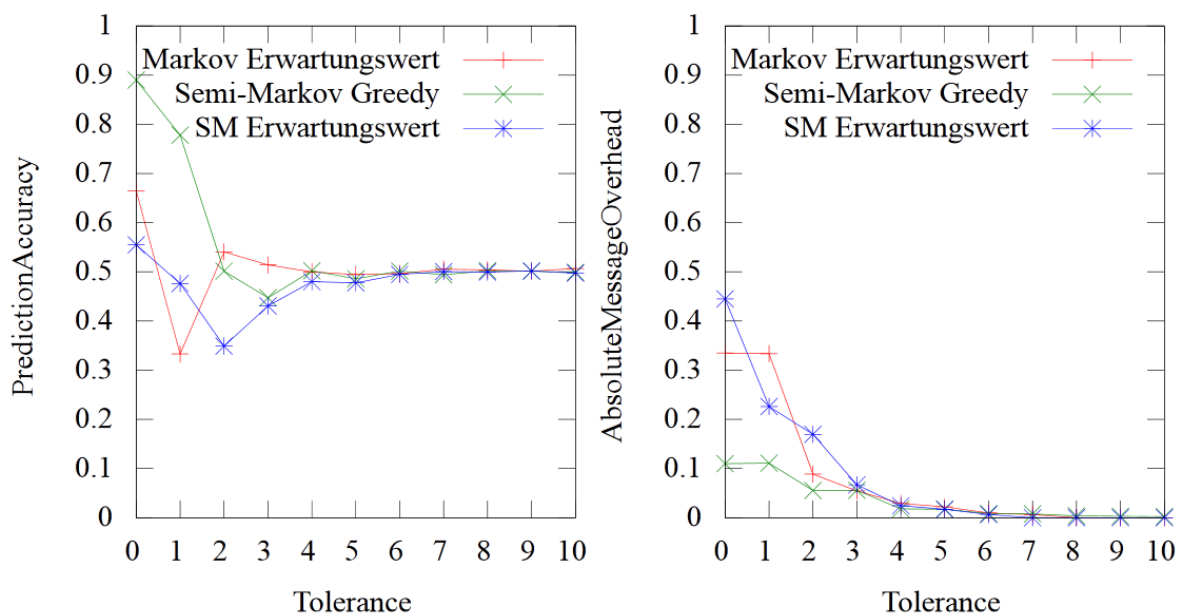 1
0.9
0.8
0.7
0.6
0.5
0.4
0.3
0.2
0.1
0
PredictionAccuracy
Markov Erwartungswert
Semi-Markov Greedy
SM Erwartungswert
0 1 2 3 4 5 6 7 8 9 10
Tolerance
1
0.9
0.8
0.7
0.6
0.5
0.4
0.3
0.2
0.1
0
AbsoluteMessageOverhead
Markov Erwartungswert
Semi-Markov Greedy
SM Erwartungswert
0 1 2 3 4 5 6 7 8 9 10
Tolerance